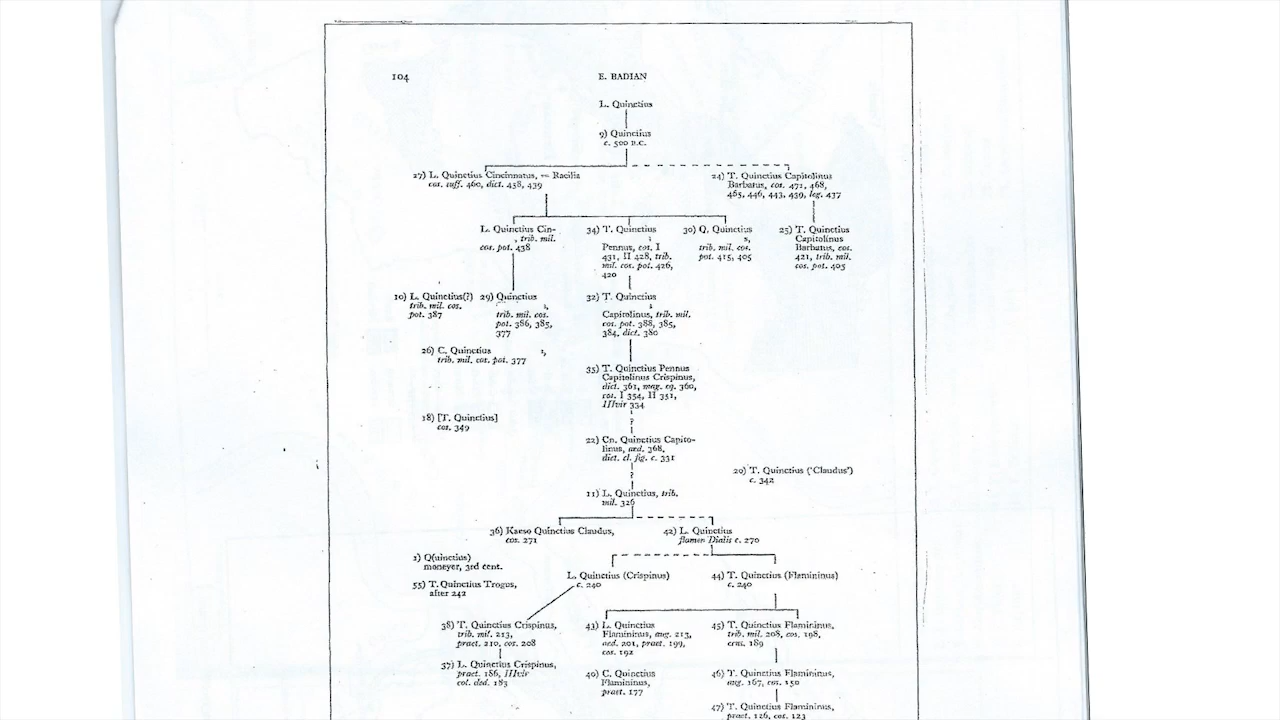 104
E. BADIAN
L. Quinctius
9) Quinctius
c. 500 B.C.
27) L. Quinctius Cincinnatus, = Racilia
cos. suff. 460, dict. 458, 439
24) T. Quinctius Capitolinus
Barbatus, cos. 471, 468,
465, 446, 443, 439, leg. 437
L. Quinctius Cin-
, trib. mil.
cos. pot. 438
34) T. Quinctius
Pennus, cos. I
431, II 428, trib.
mil. cos. pot. 426,
420
30) Q. Quinctius
s,
trib. mil. cos.
pot. 415, 405
25) T. Quinctius
Capitolinus
Barbatus, cos.
421, trib. mil.
cos. pot. 405
10) L. Quinctius(?)
trib. mil. cos.
pot. 387
29) Quinctius
trib. mil. cos.
pot. 386, 385,
377
32) T. Quinctius
Capitolinus, trib. mil.
cos. pot. 388, 385,
384, dict. 380
26) C. Quinctius
trib. mil. cos. pot. 377
35) T. Quinctius Pennus
Capitolinus Crispinus,
dict. 361, mag. eq. 360,
cos. I 354, II 351,
IIIvir 334
18) [T. Quinctius]
cos. 349
?
22) Cn. Quinctius Capito-
linus, aed. 368,
dict. cl. fig. c. 331
20) T. Quinctius ('Claudus')
c. 342
?
11) L. Quinctius, trib.
mil. 326
36) Kaeso Quinctius Claudus,
cos. 271
42) L. Quinctius
flamen Dialis c. 270
1) Q(uinctius)
moneyer, 3rd cent.
55) T. Quinctius Trogus,
after 242
L. Quinctius (Crispinus)
c. 240
44) T. Quinctius (Flamininus)
c. 240
38) T. Quinctius Crispinus,
trib. mil. 213,
praet. 210, cos. 208
43) L. Quinctius
Flamininus, aug. 213,
aed. 201, praet. 199,
cos. 192
45) T. Quinctius Flamininus,
trib. mil. 208, cos. 198,
cens. 189
37) L. Quinctius Crispinus,
praet. 186, IIIvir
col. ded. 183
40) C. Quinctius
Flamininus,
praet. 177
46) T. Quinctius Flamininus,
aug. 167, cos. 150
47) T. Quinctius Flamininus,
praet. 126, cos. 123